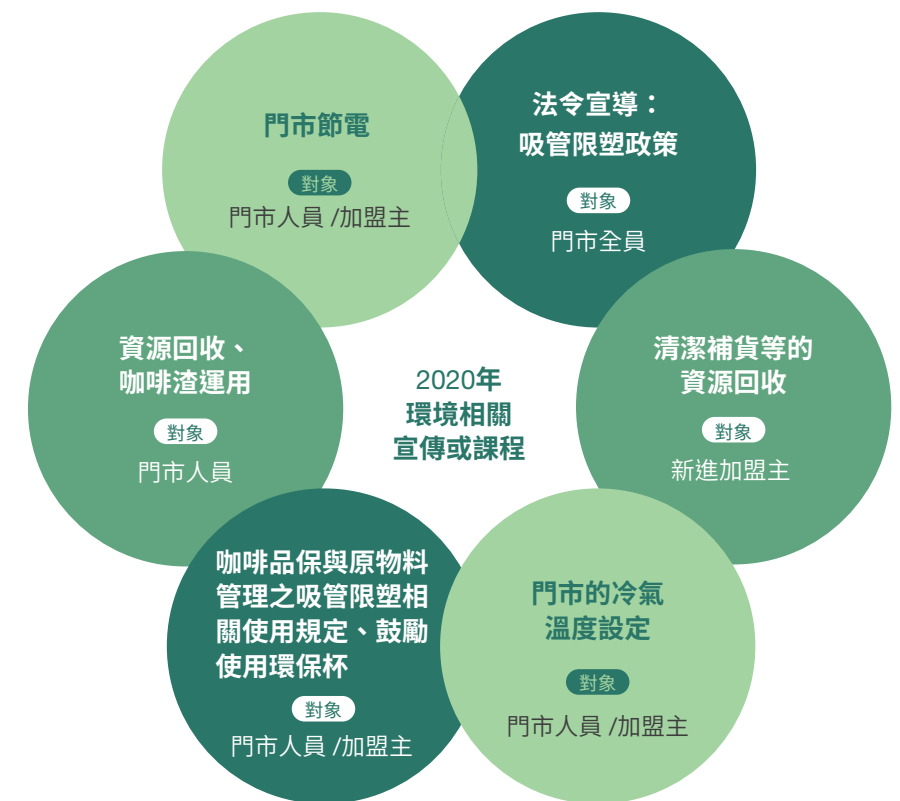 門市節電
對象
門市人員 /加盟主
法令宣導：
吸管限塑政策
對象
門市全員
資源回收、
咖啡渣運用
對象
門市人員
2020年
環境相關
宣傳或課程
清潔補貨等的
資源回收
對象
新進加盟主
咖啡品保與原物料
管理之吸管限塑相
關使用規定、鼓勵
使用環保杯
對象
門市人員 /加盟主
門市的冷氣
溫度設定
對象
門市人員 /加盟主